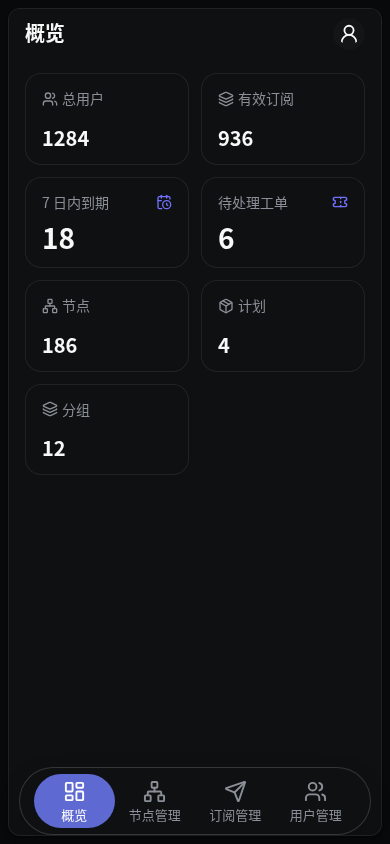 概览
总用户
1284
有效订阅
936
7 日内到期
18
待处理工单
6
节点
186
计划
4
分组
12
概览
节点管理
订阅管理
用户管理